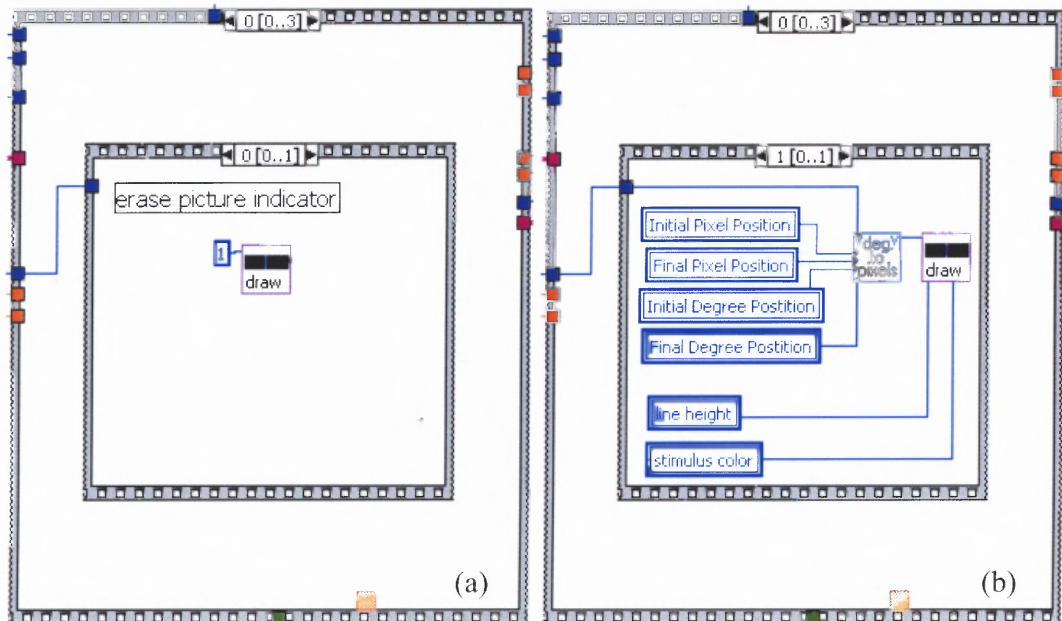 0 [0..3]
0 [0..1]
erase picture indicator
1
draw
(a)
0 [0..3]
1 [0..1]
Initial Pixel Position
Final Pixel Position
Initial Degree Postition
Final Degree Postition
deg.
to
pixels
draw
line height
stimulus color
(b)